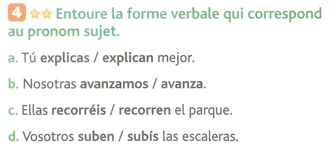 4 ★★ Entoure la forme verbale qui correspond
au pronom sujet.
a. Tú explicas / explican mejor.
b. Nosotras avanzamos / avanza.
c. Ellas recorréis / recorren el parque.
d. Vosotros suben / subís las escaleras.